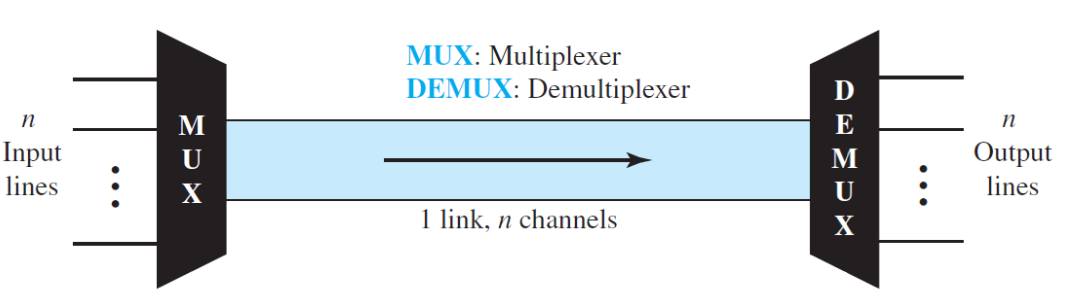 MUX: Multiplexer
DEMUX: Demultiplexer
n
Input
lines
M
U
X
1 link, n channels
D
E
M
U
X
n
Output
lines